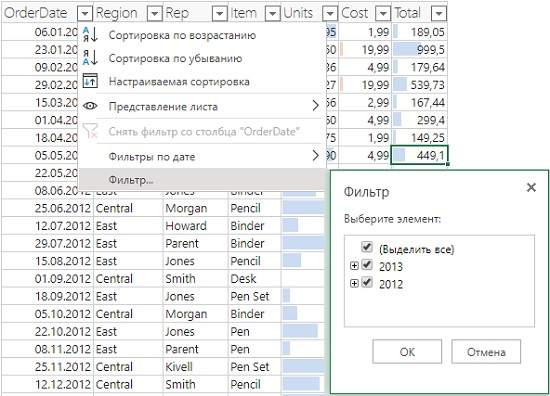 OrderDate Region Rep Item Units Cost Total
06.01.20 95 1,99 189,05
23.01.20 50 19,99 999,5
09.02.20 36 4,99 179,64
29.02.20 27 19,99 539,73
15.03.20 56 2,99 167,44
01.04.20 60 4,99 299,4
18.04.20 75 1,99 149,25
05.05.20 90 4,99 449,1
22.05.20
Сортировка по возрастанию
Сортировка по убыванию
Настраиваемая сортировка
Представление листа
Снять фильтр со столбца "OrderDate"
Фильтры по дате
Фильтр...
08.06.2012 East Jones Binder
25.06.2012 Central Morgan Pencil
12.07.2012 East Howard Binder
29.07.2012 East Parent Binder
15.08.2012 East Jones Pencil
01.09.2012 Central Smith Desk
18.09.2012 East Jones Pen Set
05.10.2012 Central Morgan Binder
22.10.2012 East Jones Pen
08.11.2012 East Parent Pen
25.11.2012 Central Kivell Pen Set
12.12.2012 Central Smith Pencil
Фильтр
Выберите элемент:
(Выделить все)
2013
2012
ОК Отмена